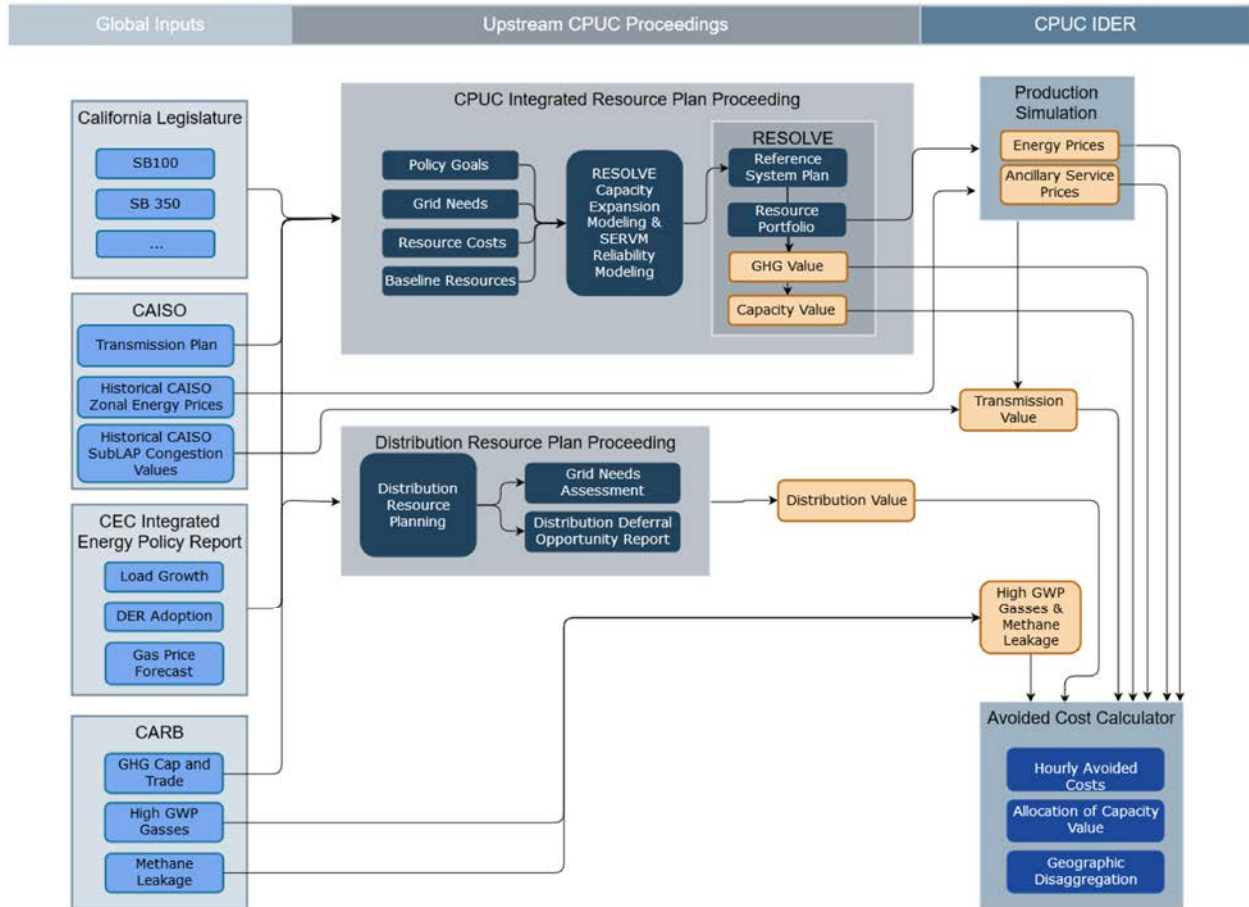 Global Inputs
Upstream CPUC Proceedings
CPUC IDER
California Legislature
SB100
SB 350
...
CAISO
Transmission Plan
Historical CAISO
Zonal Energy Prices
Historical CAISO
SubLAP Congestion
Values
CEC Integrated
Energy Policy Report
Load Growth
DER Adoption
Gas Price
Forecast
CARB
GHG Cap and
Trade
High GWP
Gasses
Methane
Leakage
CPUC Integrated Resource Plan Proceeding
Policy Goals
Grid Needs
Resource Costs
Baseline Resources
RESOLVE
Capacity
Expansion
Modeling &
SERVM
Reliability
Modeling
RESOLVE
Reference
System Plan
Resource
Portfolio
GHG Value
Capacity Value
Distribution Resource Plan Proceeding
Distribution
Resource
Planning
Grid Needs
Assessment
Distribution Deferral
Opportunity Report
Production
Simulation
Energy Prices
Ancillary Service
Prices
Transmission
Value
Distribution Value
High GWP
Gasses &
Methane
Leakage
Avoided Cost Calculator
Hourly Avoided
Costs
Allocation of Capacity
Value
Geographic
Disaggregation